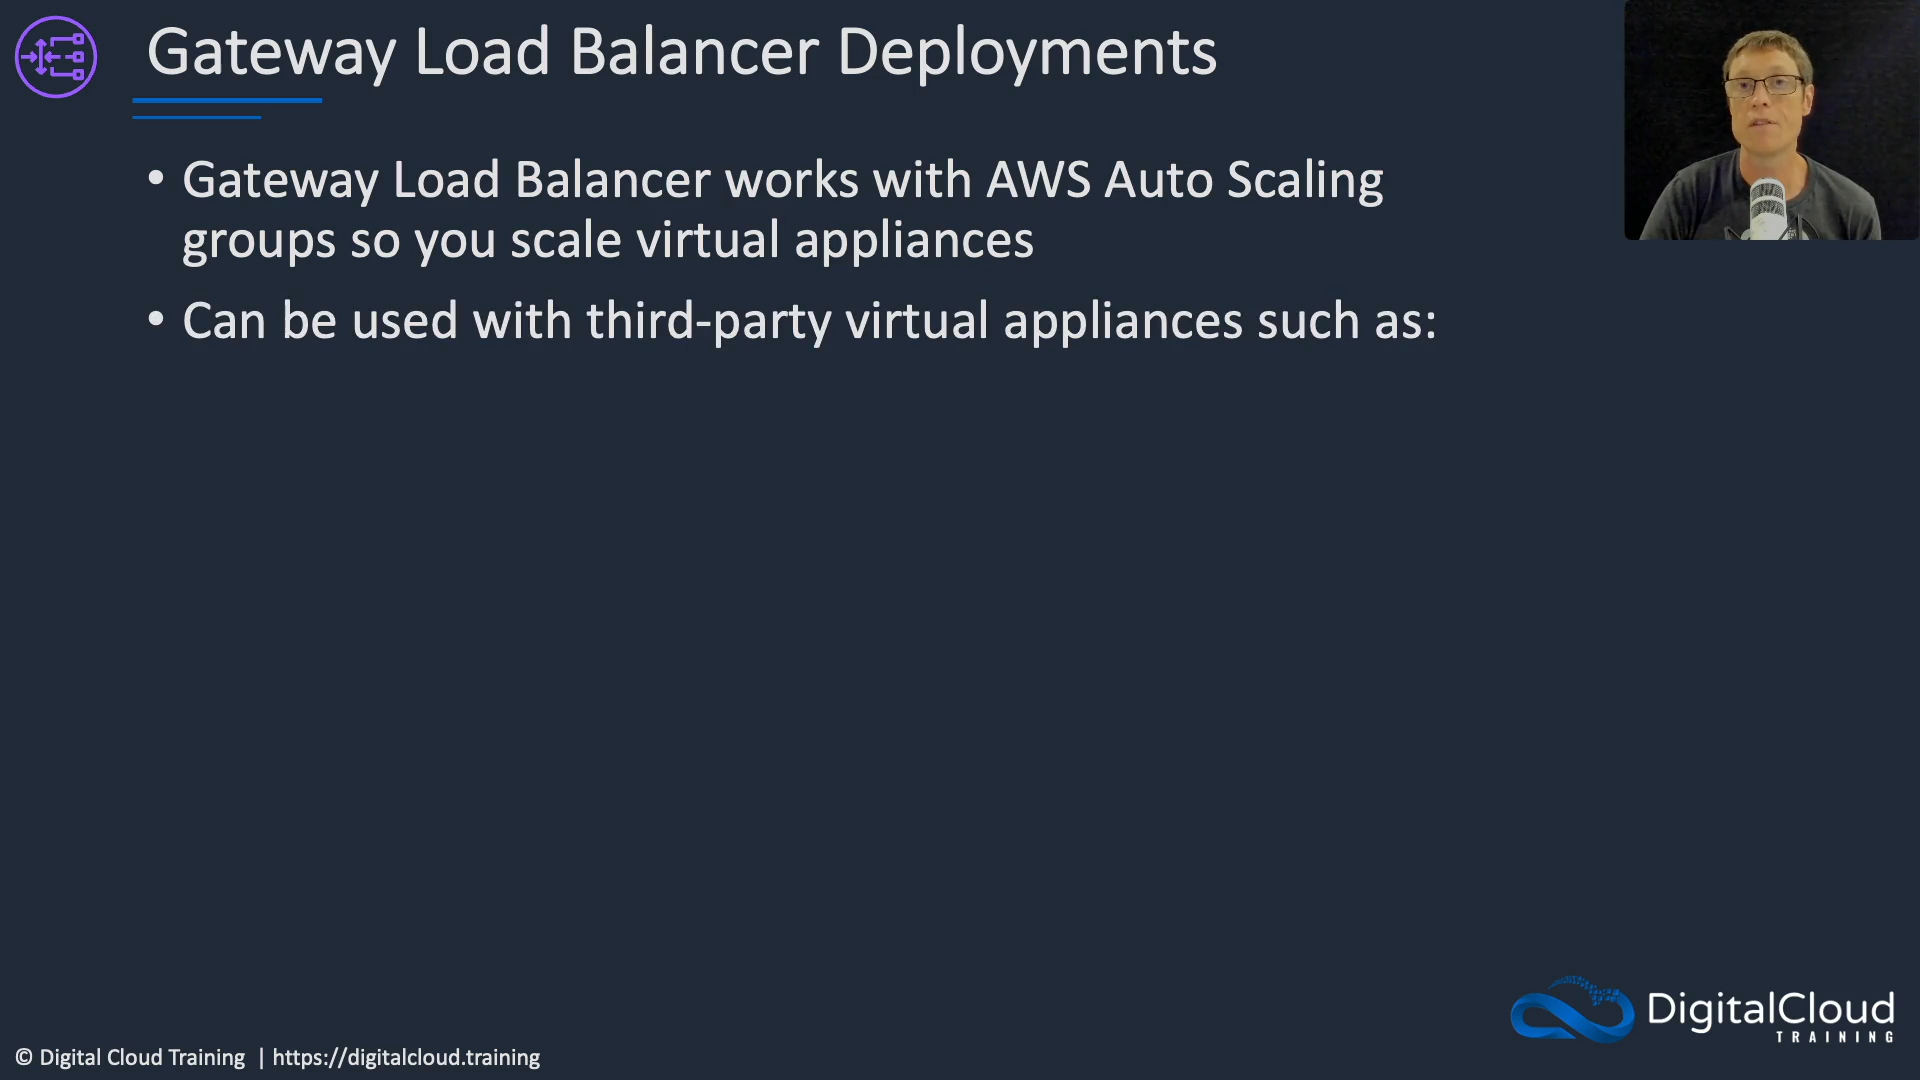 Gateway Load Balancer Deployments
• Gateway Load Balancer works with AWS Auto Scaling
groups so you scale virtual appliances
• Can be used with third-party virtual appliances such as:
DigitalCloud
TRAINING
© Digital Cloud Training | https://digitalcloud.training